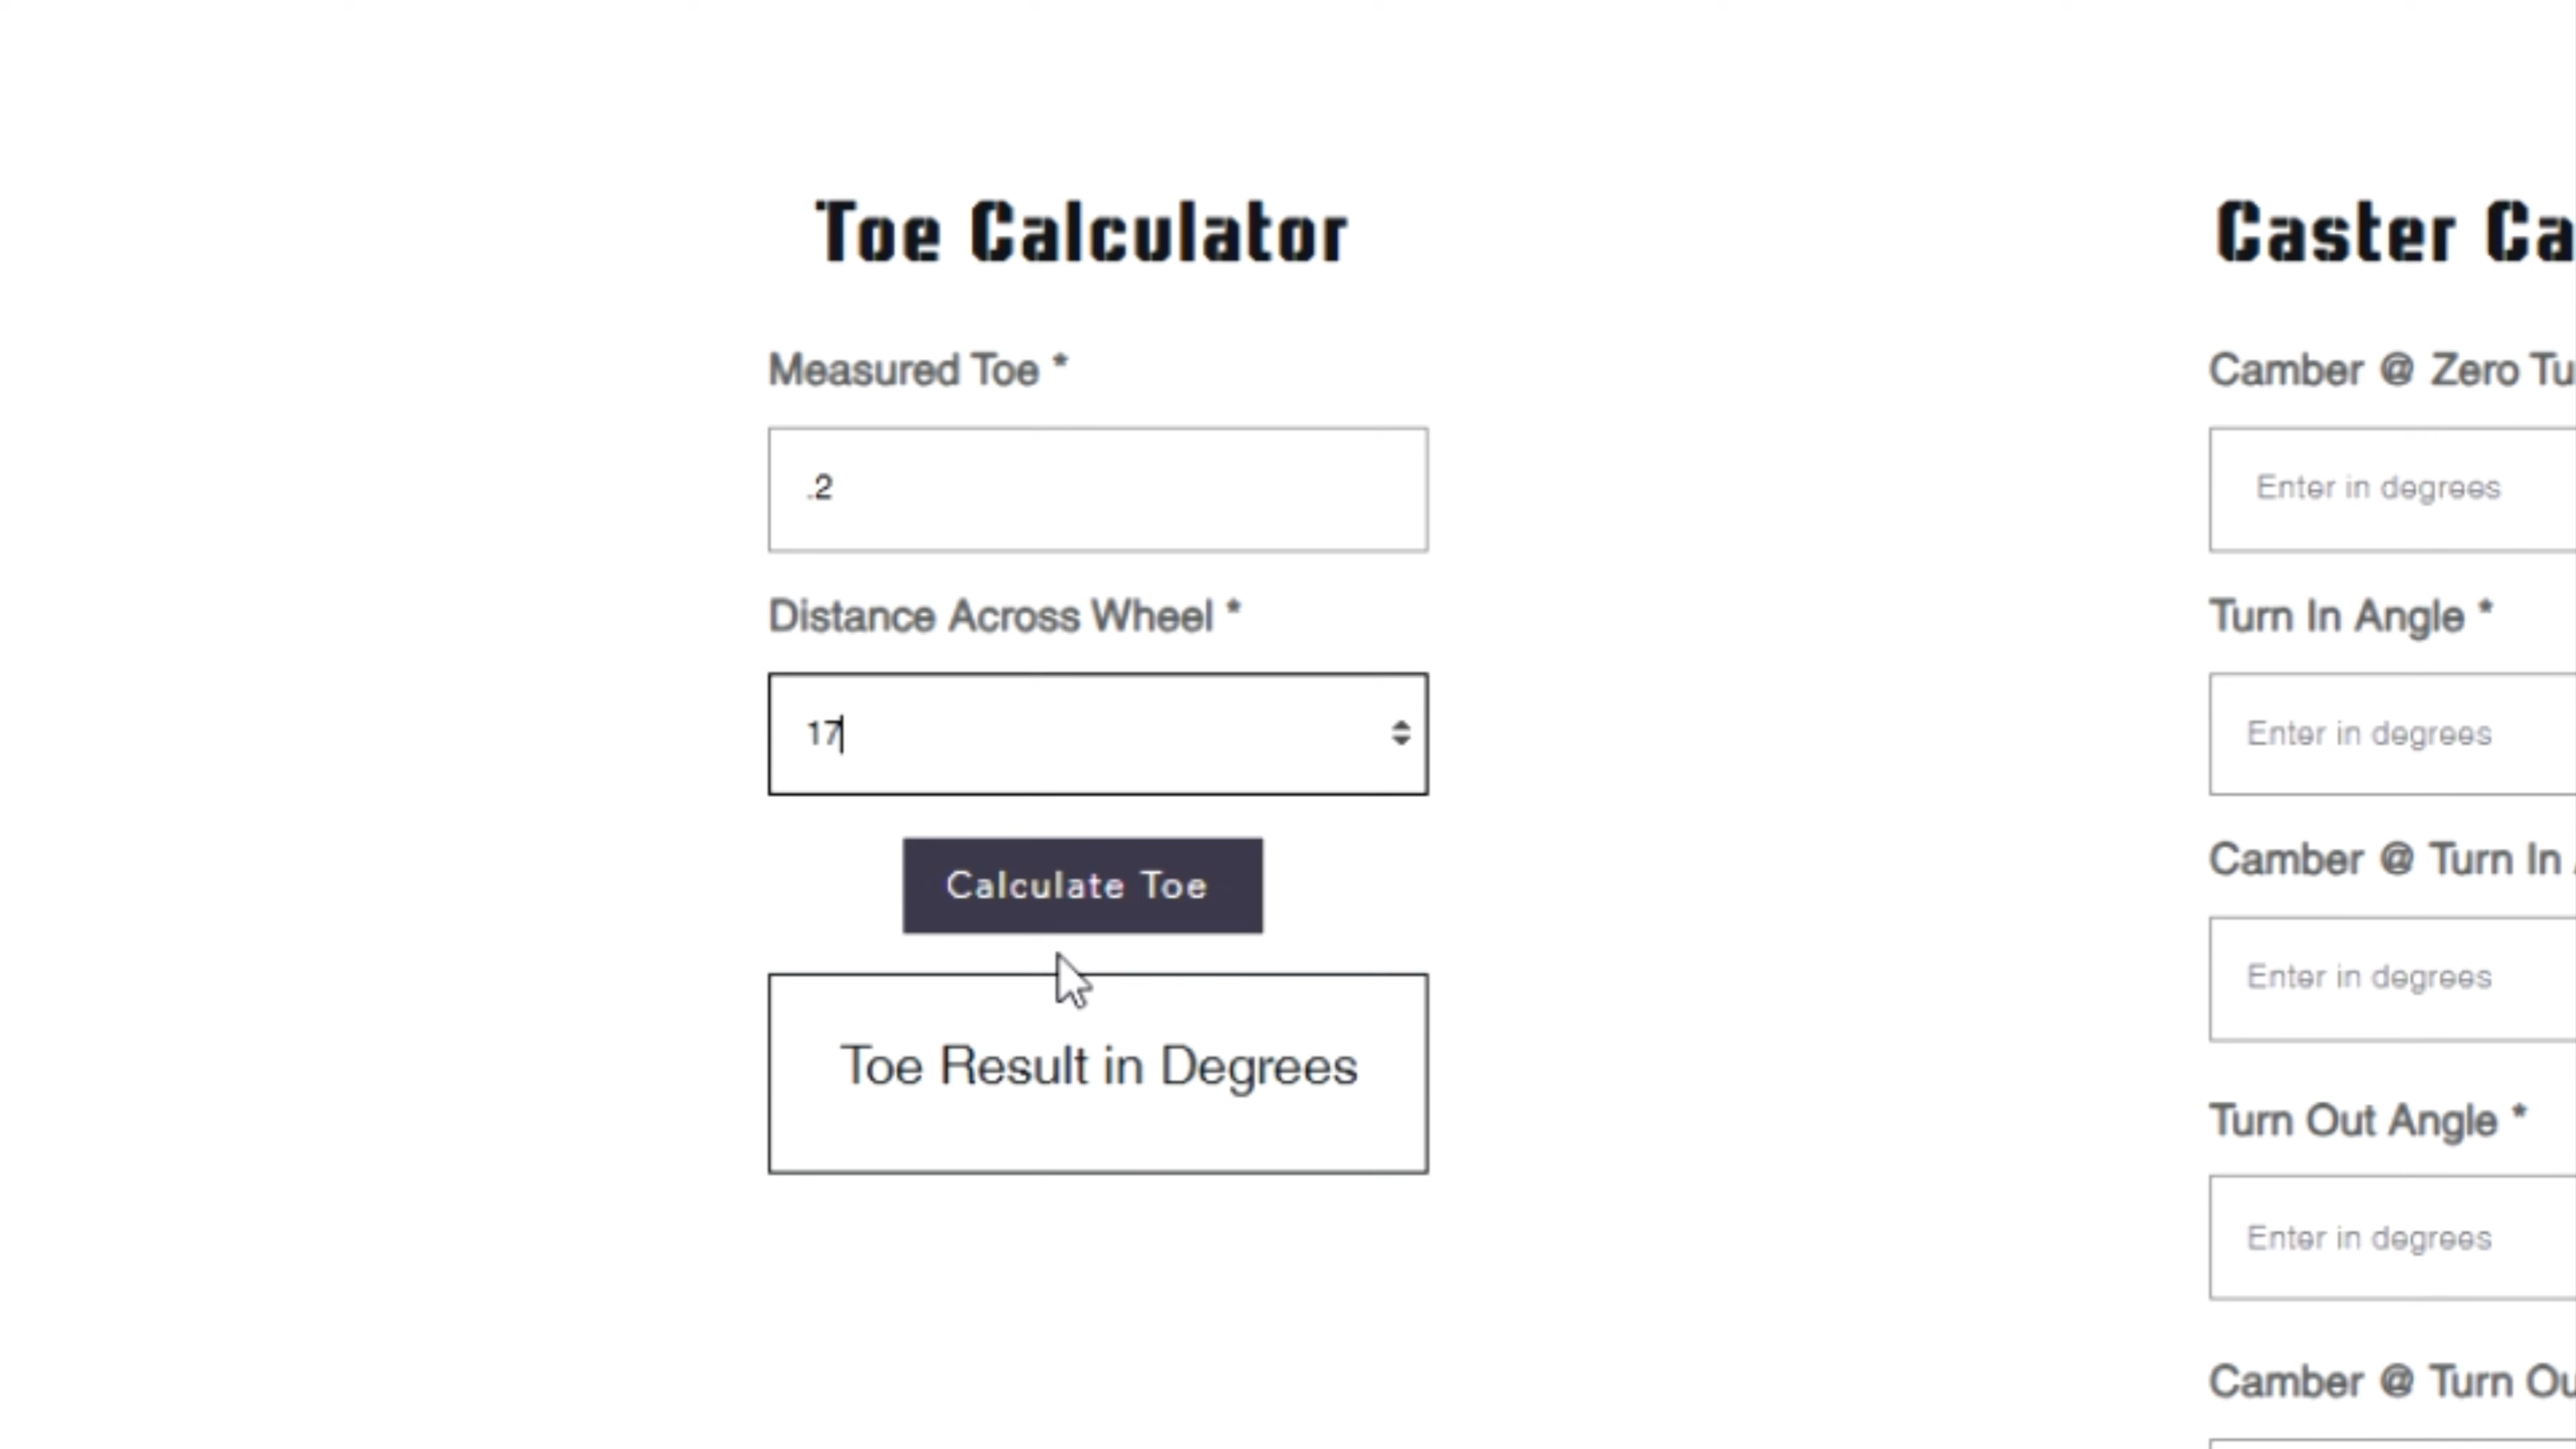 Toe Calculator
Measured Toe *
.2
Distance Across Wheel *
17
Calculate Toe
Toe Result in Degrees
Caster Ca
Camber @ Zero Tu
Enter in degrees
Turn In Angle *
Enter in degrees
Camber @ Turn In
Enter in degrees
Turn Out Angle *
Enter in degrees
Camber @ Turn Ou